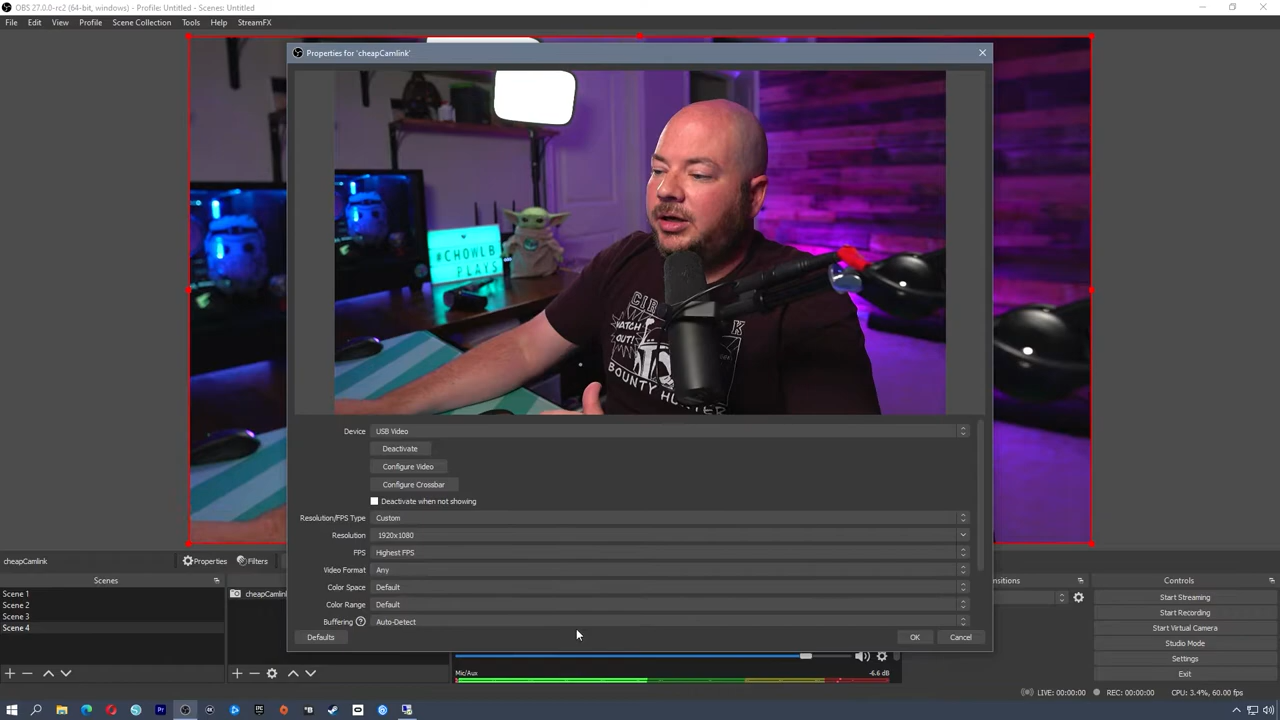 OBS 27.0.0-rc2 (64-bit, windows) - Profile: Untitled - Scenes: Untitled
File Edit View Profile Scene Collection Tools Help StreamFX
Properties for 'cheapCamlink'
#CHOWLB
PLAYS
WATCH
OUT!
BOUNTY HUNTER
Device USB Video
Deactivate
Configure Video
Configure Crossbar
Deactivate when not showing
Resolution/FPS Type Custom
Resolution 1920x1080
FPS Highest FPS
Video Format Any
Color Space Default
Color Range Default
Buffering ? Auto-Detect
Defaults OK Cancel
cheapCamlink Properties Filters
Scenes
Scene 1
Scene 2
Scene 3
Scene 4
cheapCamlink
Mic/Aux -6.6 dB
Controls
Start Streaming
Start Recording
Start Virtual Camera
Studio Mode
Settings
Exit
LIVE: 00:00:00 REC: 00:00:00 CPU: 3.4%, 60.00 fps